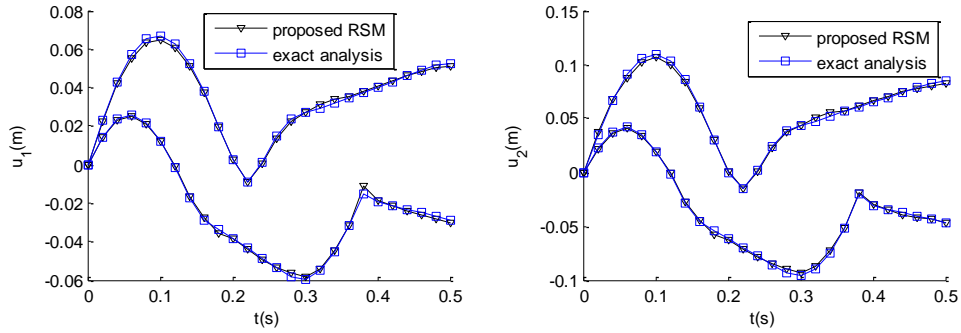 0.08
0.06
0.04
0.02
0
-0.02
-0.04
-0.06
u1(m)
proposed RSM
exact analysis
0 0.1 0.2 0.3 0.4 0.5
t(s)
0.15
0.1
0.05
0
-0.05
-0.1
u2(m)
proposed RSM
exact analysis
0 0.1 0.2 0.3 0.4 0.5
t(s)